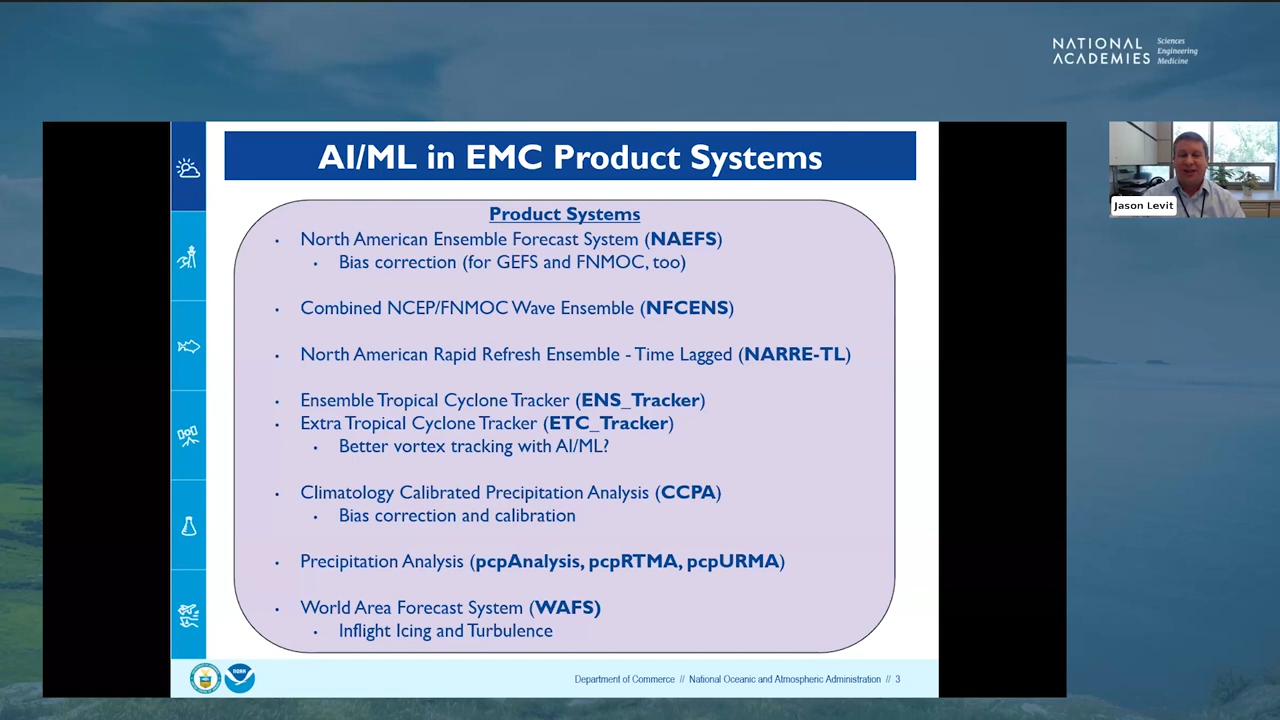 NATIONAL ACADEMIES
Sciences
Engineering
Medicine
AI/ML in EMC Product Systems
Product Systems
• North American Ensemble Forecast System (NAEFS)
• Bias correction (for GEFS and FNMOC, too)
• Combined NCEP/FNMOC Wave Ensemble (NFCENS)
• North American Rapid Refresh Ensemble - Time Lagged (NARRE-TL)
• Ensemble Tropical Cyclone Tracker (ENS_Tracker)
• Extra Tropical Cyclone Tracker (ETC_Tracker)
• Better vortex tracking with AI/ML?
• Climatology Calibrated Precipitation Analysis (CCPA)
• Bias correction and calibration
• Precipitation Analysis (pcpAnalysis, pcpRTMA, pcpURMA)
• World Area Forecast System (WAFS)
• Inflight Icing and Turbulence
Department of Commerce // National Oceanic and Atmospheric Administration // 3
NOAA
Jason Levit